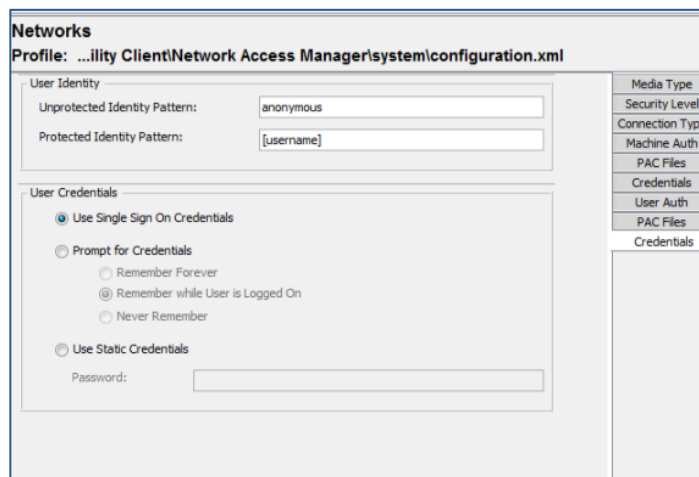 Networks
Profile: ...ility Client\Network Access Manager\system\configuration.xml
User Identity
Unprotected Identity Pattern: anonymous
Protected Identity Pattern: [username]
User Credentials
Use Single Sign On Credentials
Prompt for Credentials
Remember Forever
Remember while User is Logged On
Never Remember
Use Static Credentials
Password:
Media Type
Security Level
Connection Typ
Machine Auth
PAC Files
Credentials
User Auth
PAC Files
Credentials